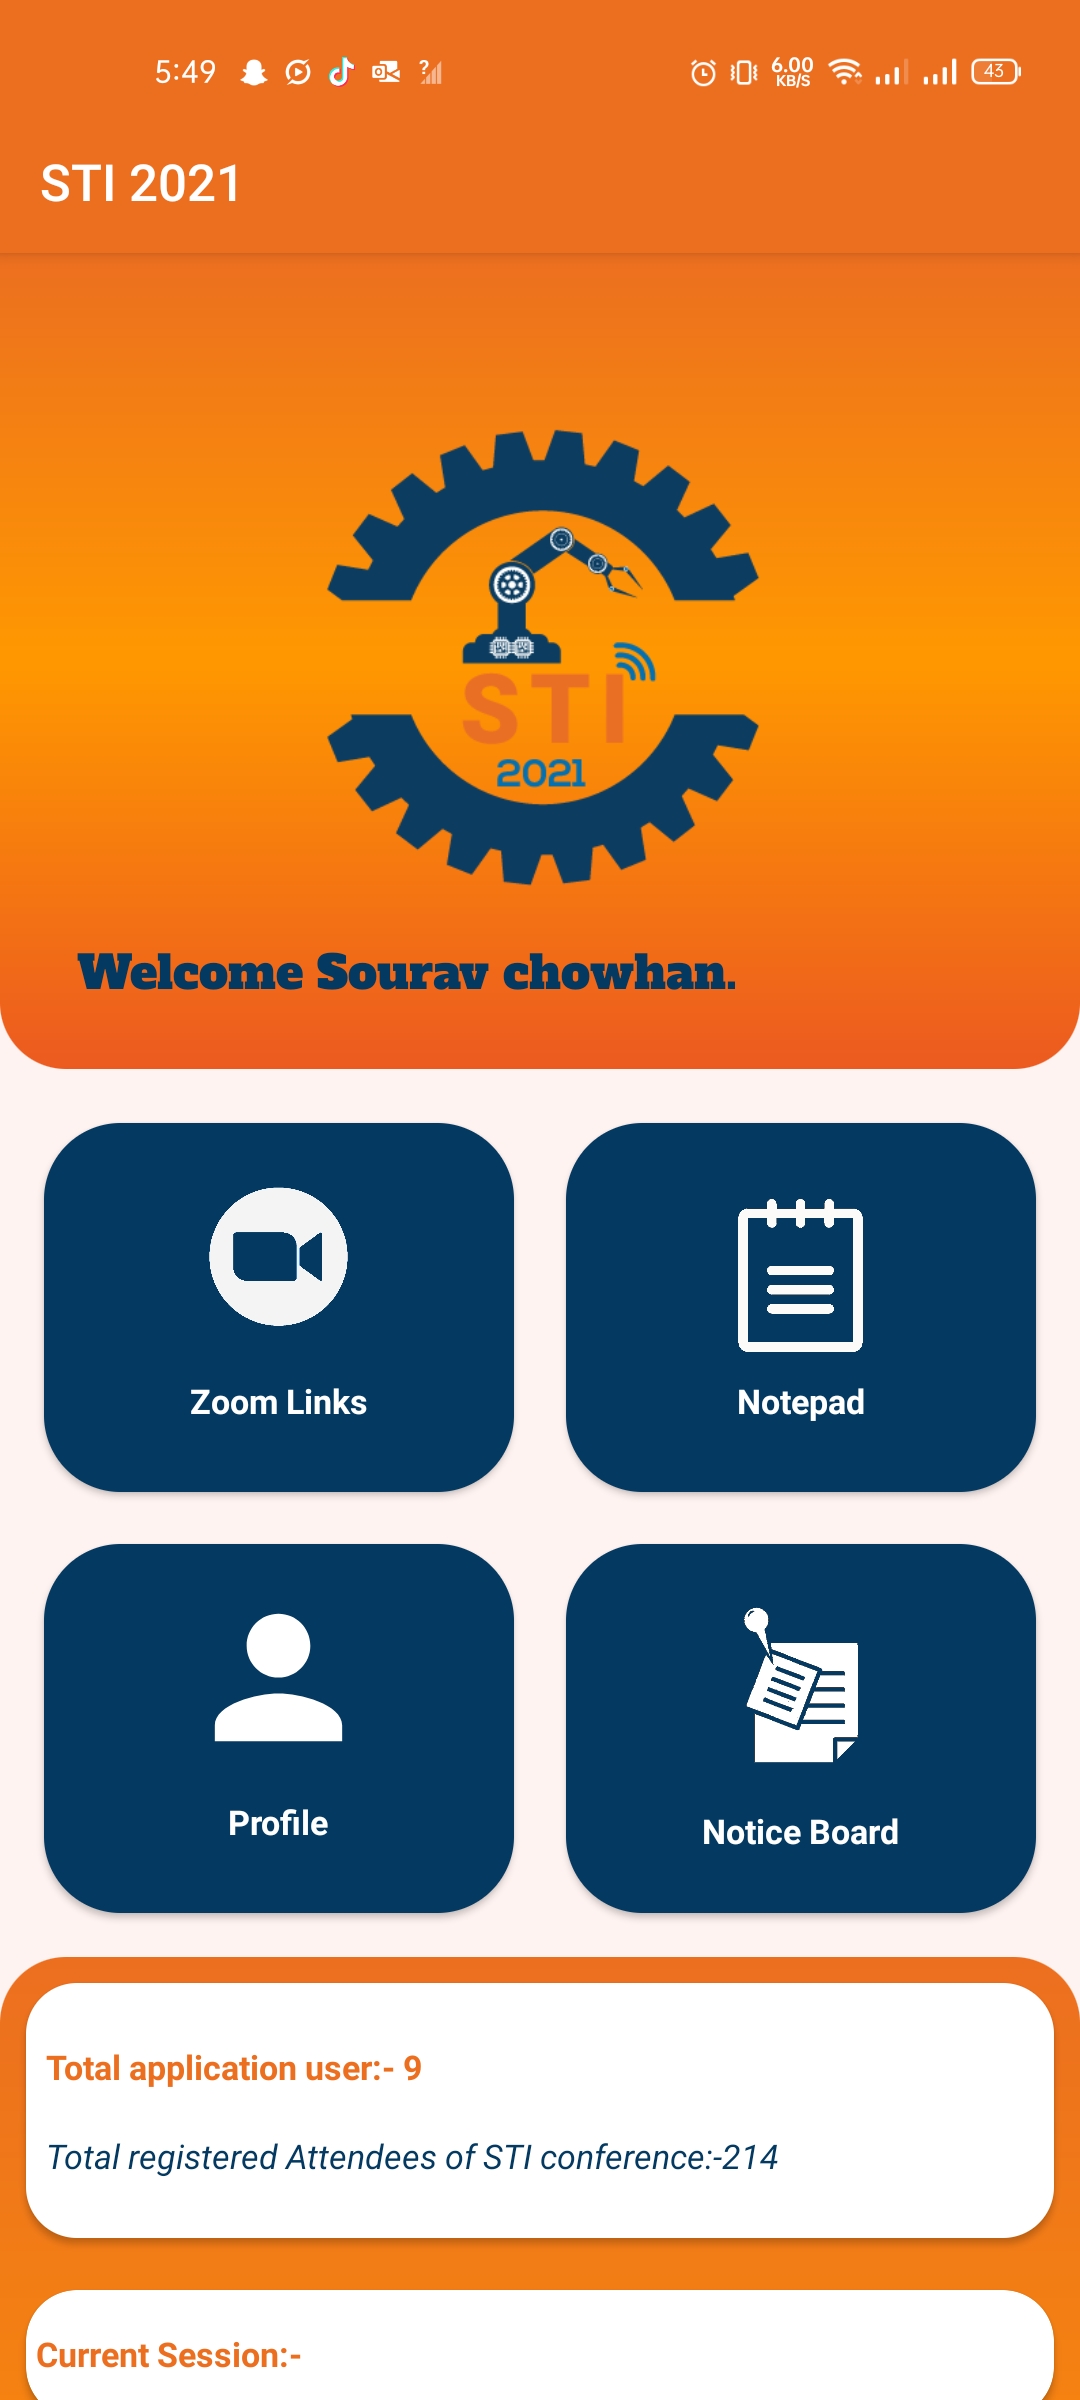 5:49
6.00
KB/S
43
STI 2021
STI
2021
Welcome Sourav chowhan.
Zoom Links
Notepad
Profile
Notice Board
Total application user:- 9
Total registered Attendees of STI conference:-214
Current Session:-